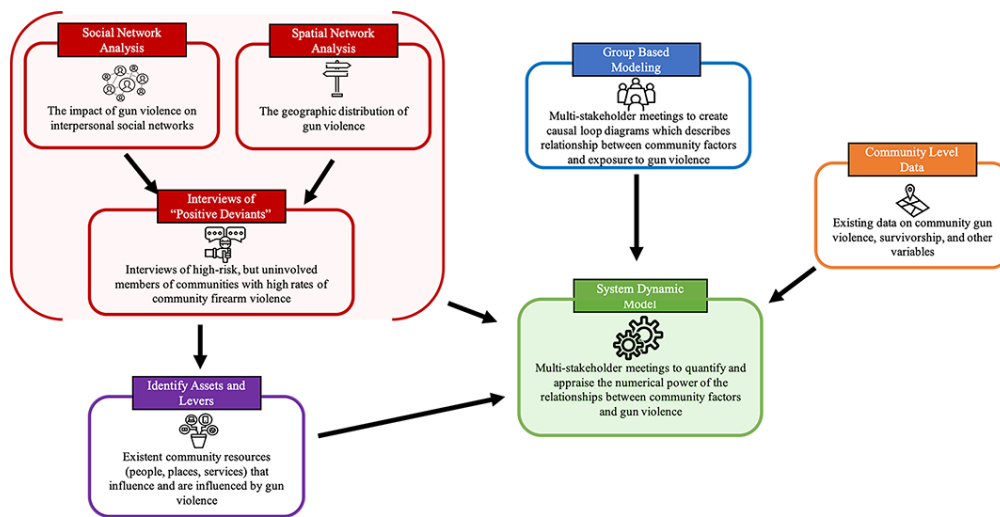 Social Network
Analysis
The impact of gun violence on
interpersonal social networks
Spatial Network
Analysis
The geographic distribution of
gun violence
Interviews of
“Positive Deviants”
Interviews of high-risk, but uninvolved
members of communities with high rates of
community firearm violence
Identify Assets and
Levers
Existent community resources
(people, places, services) that
influence and are influenced by gun
violence
Group Based
Modeling
Multi-stakeholder meetings to create
causal loop diagrams which describes
relationship between community factors
and exposure to gun violence
Community Level
Data
Existing data on community gun
violence, survivorship, and other
variables
System Dynamic
Model
Multi-stakeholder meetings to quantify and
appraise the numerical power of the
relationships between community factors
and gun violence